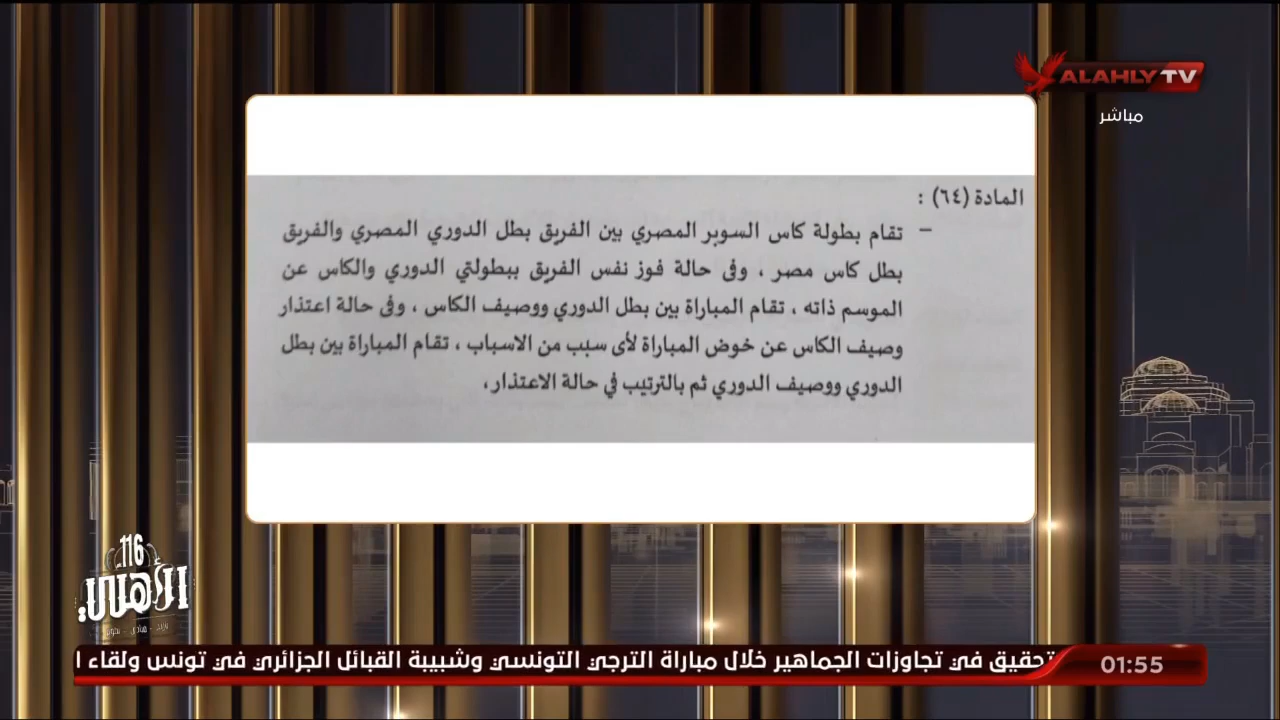 ALAHLY TV
مباشر
المادة (٦٤) :
– تقام بطولة كاس السوبر المصري بين الفريق بطل الدوري المصري والفريق
بطل كاس مصر ، وفى حالة فوز نفس الفريق ببطولتي الدوري والكاس عن
الموسم ذاته ، تقام المباراة بين بطل الدوري ووصيف الكاس ، وفى حالة اعتذار
وصيف الكاس عن خوض المباراة لأى سبب من الاسباب ، تقام المباراة بين بطل
الدوري ووصيف الدوري ثم بالترتيب في حالة الاعتذار ،
116
الأهلي
تحقيق في تجاوزات الجماهير خلال مباراة الترجي التونسي وشبيبة القبائل الجزائري في تونس ولقاء ا
01:55